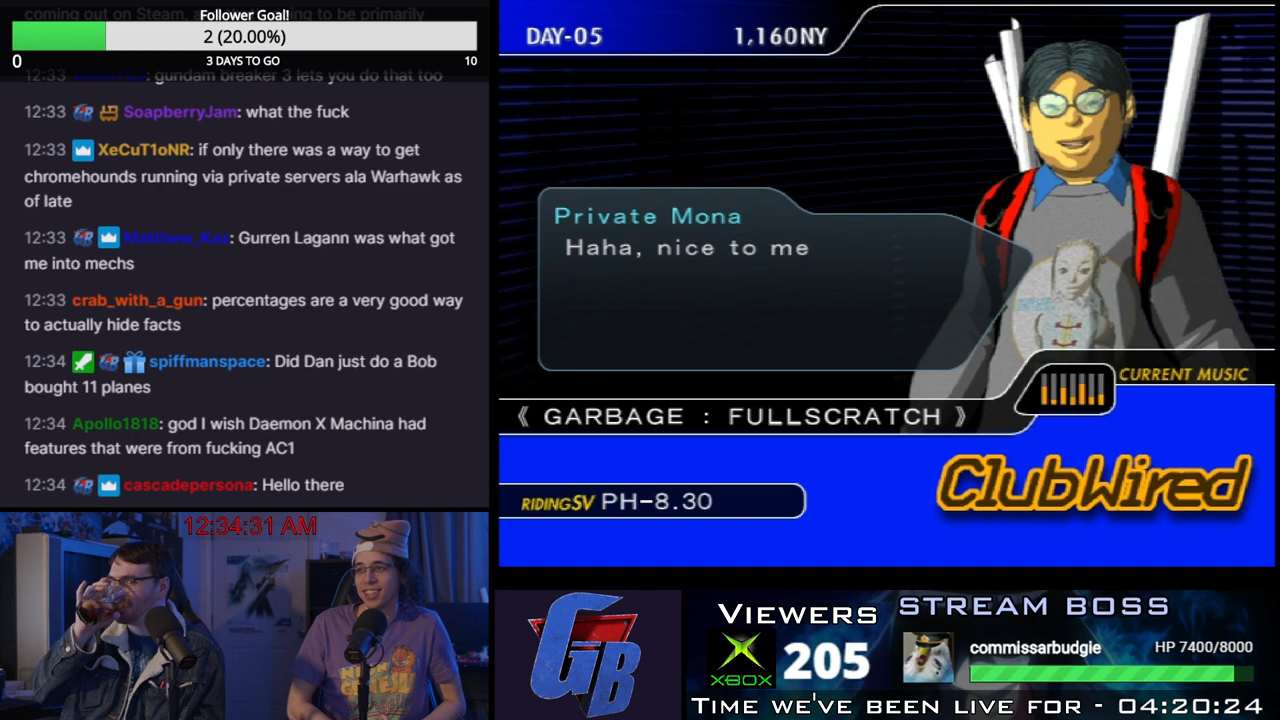 coming out on Steam,
to be primarily
Follower Goal!
2 (20.00%)
0
3 DAYS TO GO
10
12:33 : gundam breaker 3 lets you do that too
12:33 SoapberryJam: what the fuck
12:33 XeCuT1oNR: if only there was a way to get
chromehounds running via private servers ala Warhawk as
of late
12:33 Matthew_Kaz: Gurren Lagann was what got
me into mechs
12:33 crab_with_a_gun: percentages are a very good way
to actually hide facts
12:34 spiffmanspace: Did Dan just do a Bob
bought 11 planes
12:34 Apollo1818: god I wish Daemon X Machina had
features that were from fucking AC1
12:34 cascadepersona: Hello there
12:34:31 AM
DAY-05
1,160NY
Private Mona
Haha, nice to me
CURRENT MUSIC
《 GARBAGE : FULLSCRATCH 》
ClubWired
RIDINGSV PH-8.30
GB
VIEWERS
XBOX
205
STREAM BOSS
commissarbudgie
HP 7400/8000
TIME WE'VE BEEN LIVE FOR - 04:20:24